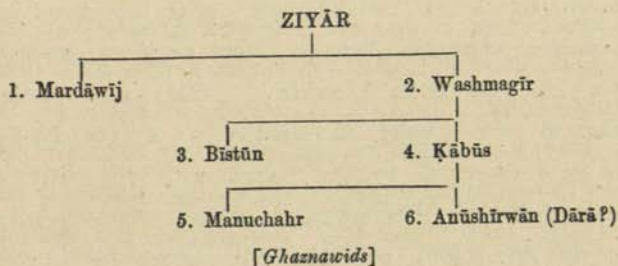 ZIYĀR
1. Mardāwīj 2. Washmagīr
3. Bīstūn 4. Ḳābūs
5. Manuchahr 6. Anūshīrwān (Dārā?)
[Ghaznawids]